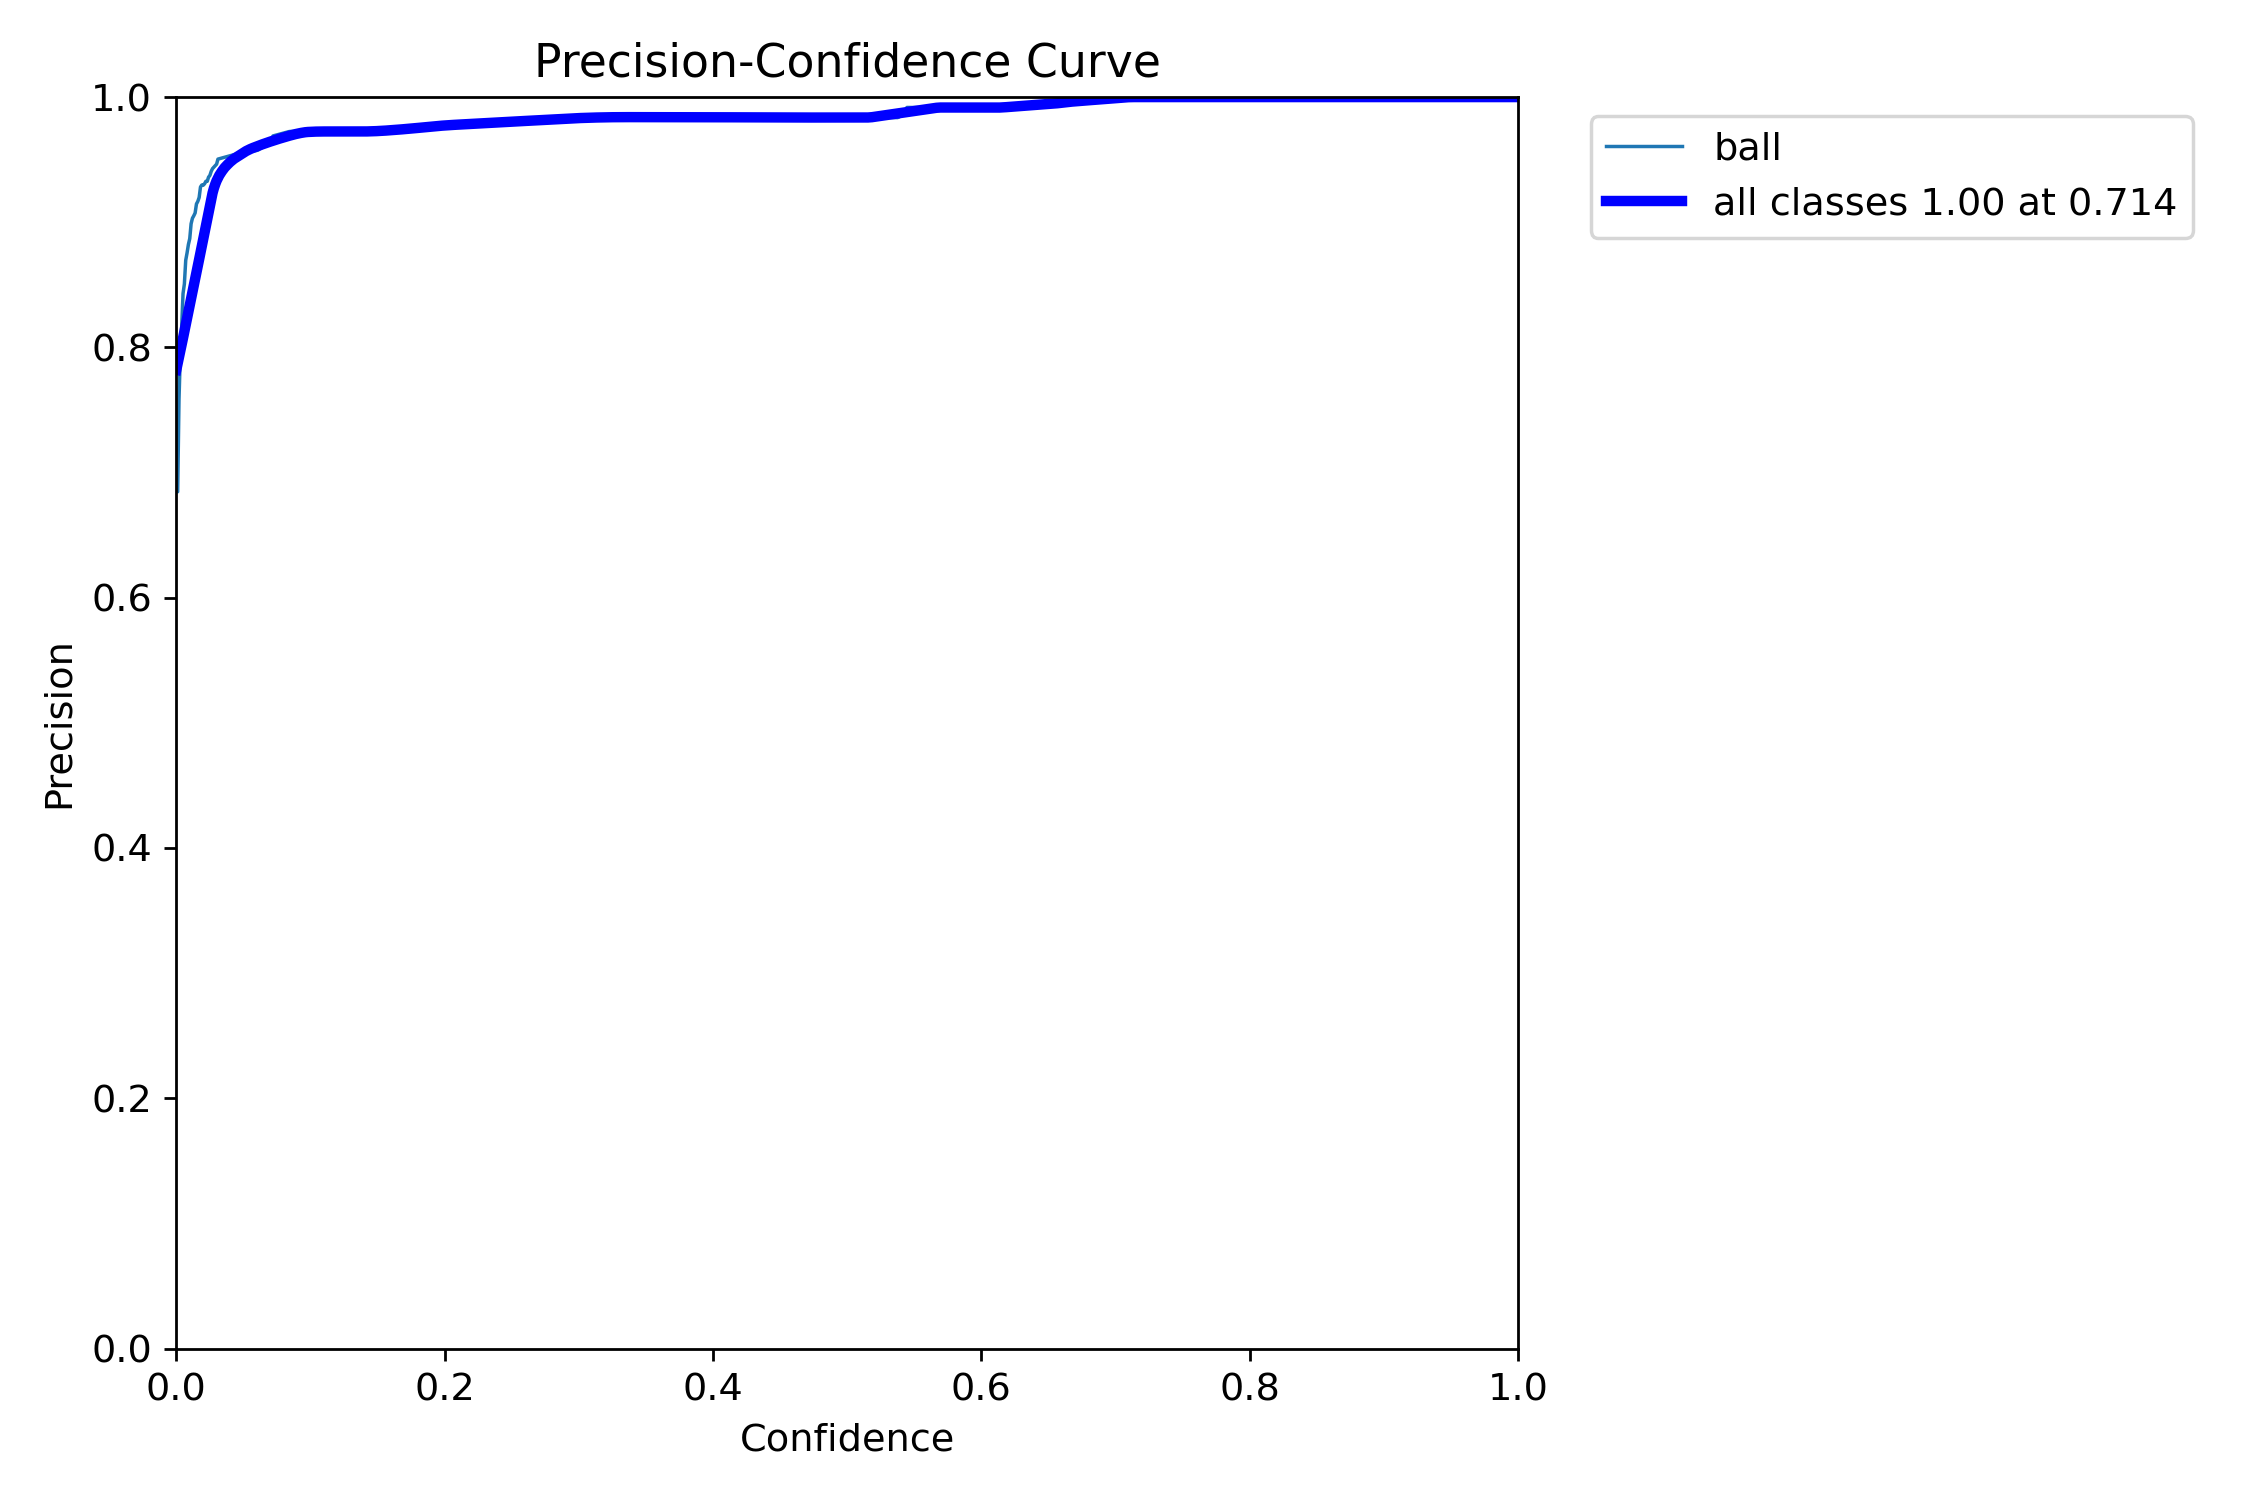 Precision-Confidence Curve
ball
all classes 1.00 at 0.714
1.0
0.8
0.6
0.4
0.2
0.0
Precision
0.0 0.2 0.4 0.6 0.8 1.0
Confidence